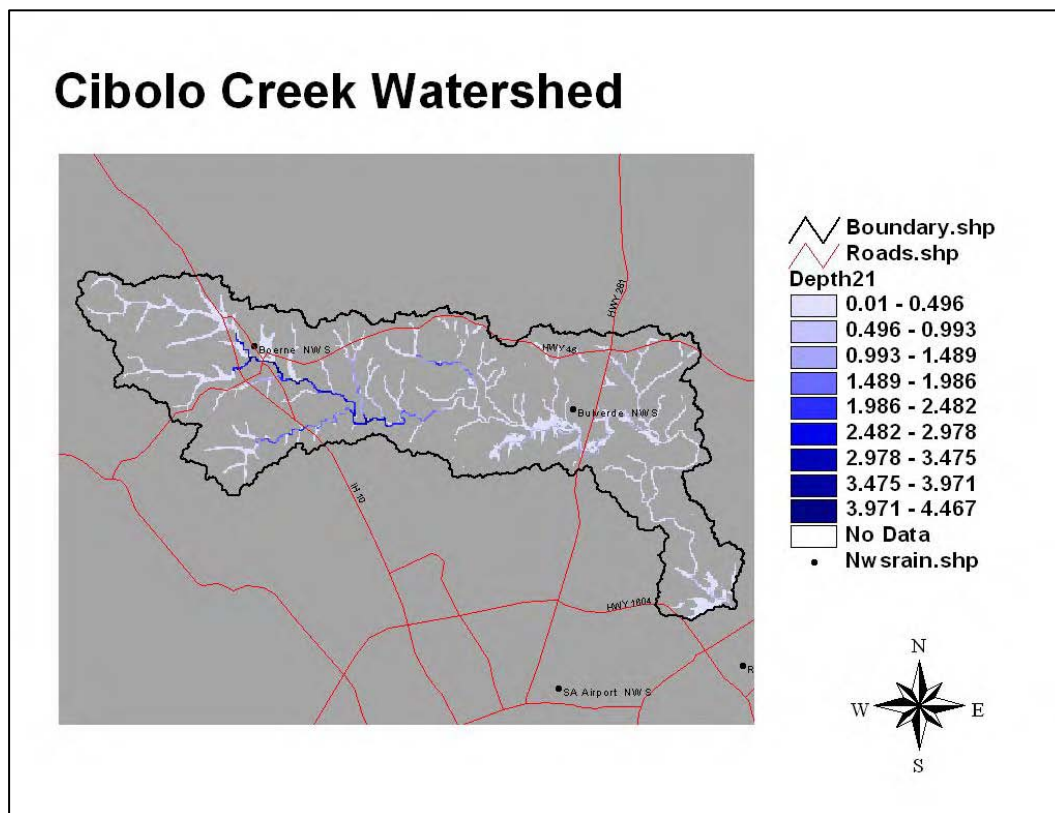 Cibolo Creek Watershed
Boundary.shp
Roads.shp
Depth21
0.01 - 0.496
0.496 - 0.993
0.993 - 1.489
1.489 - 1.986
1.986 - 2.482
2.482 - 2.978
2.978 - 3.475
3.475 - 3.971
3.971 - 4.467
No Data
Nwsrain.shp
HWY 281
Boerne NWS
HWY 46
Bulverde NWS
IH 10
HWY 1604
SA Airport NWS
R
N
W
E
S